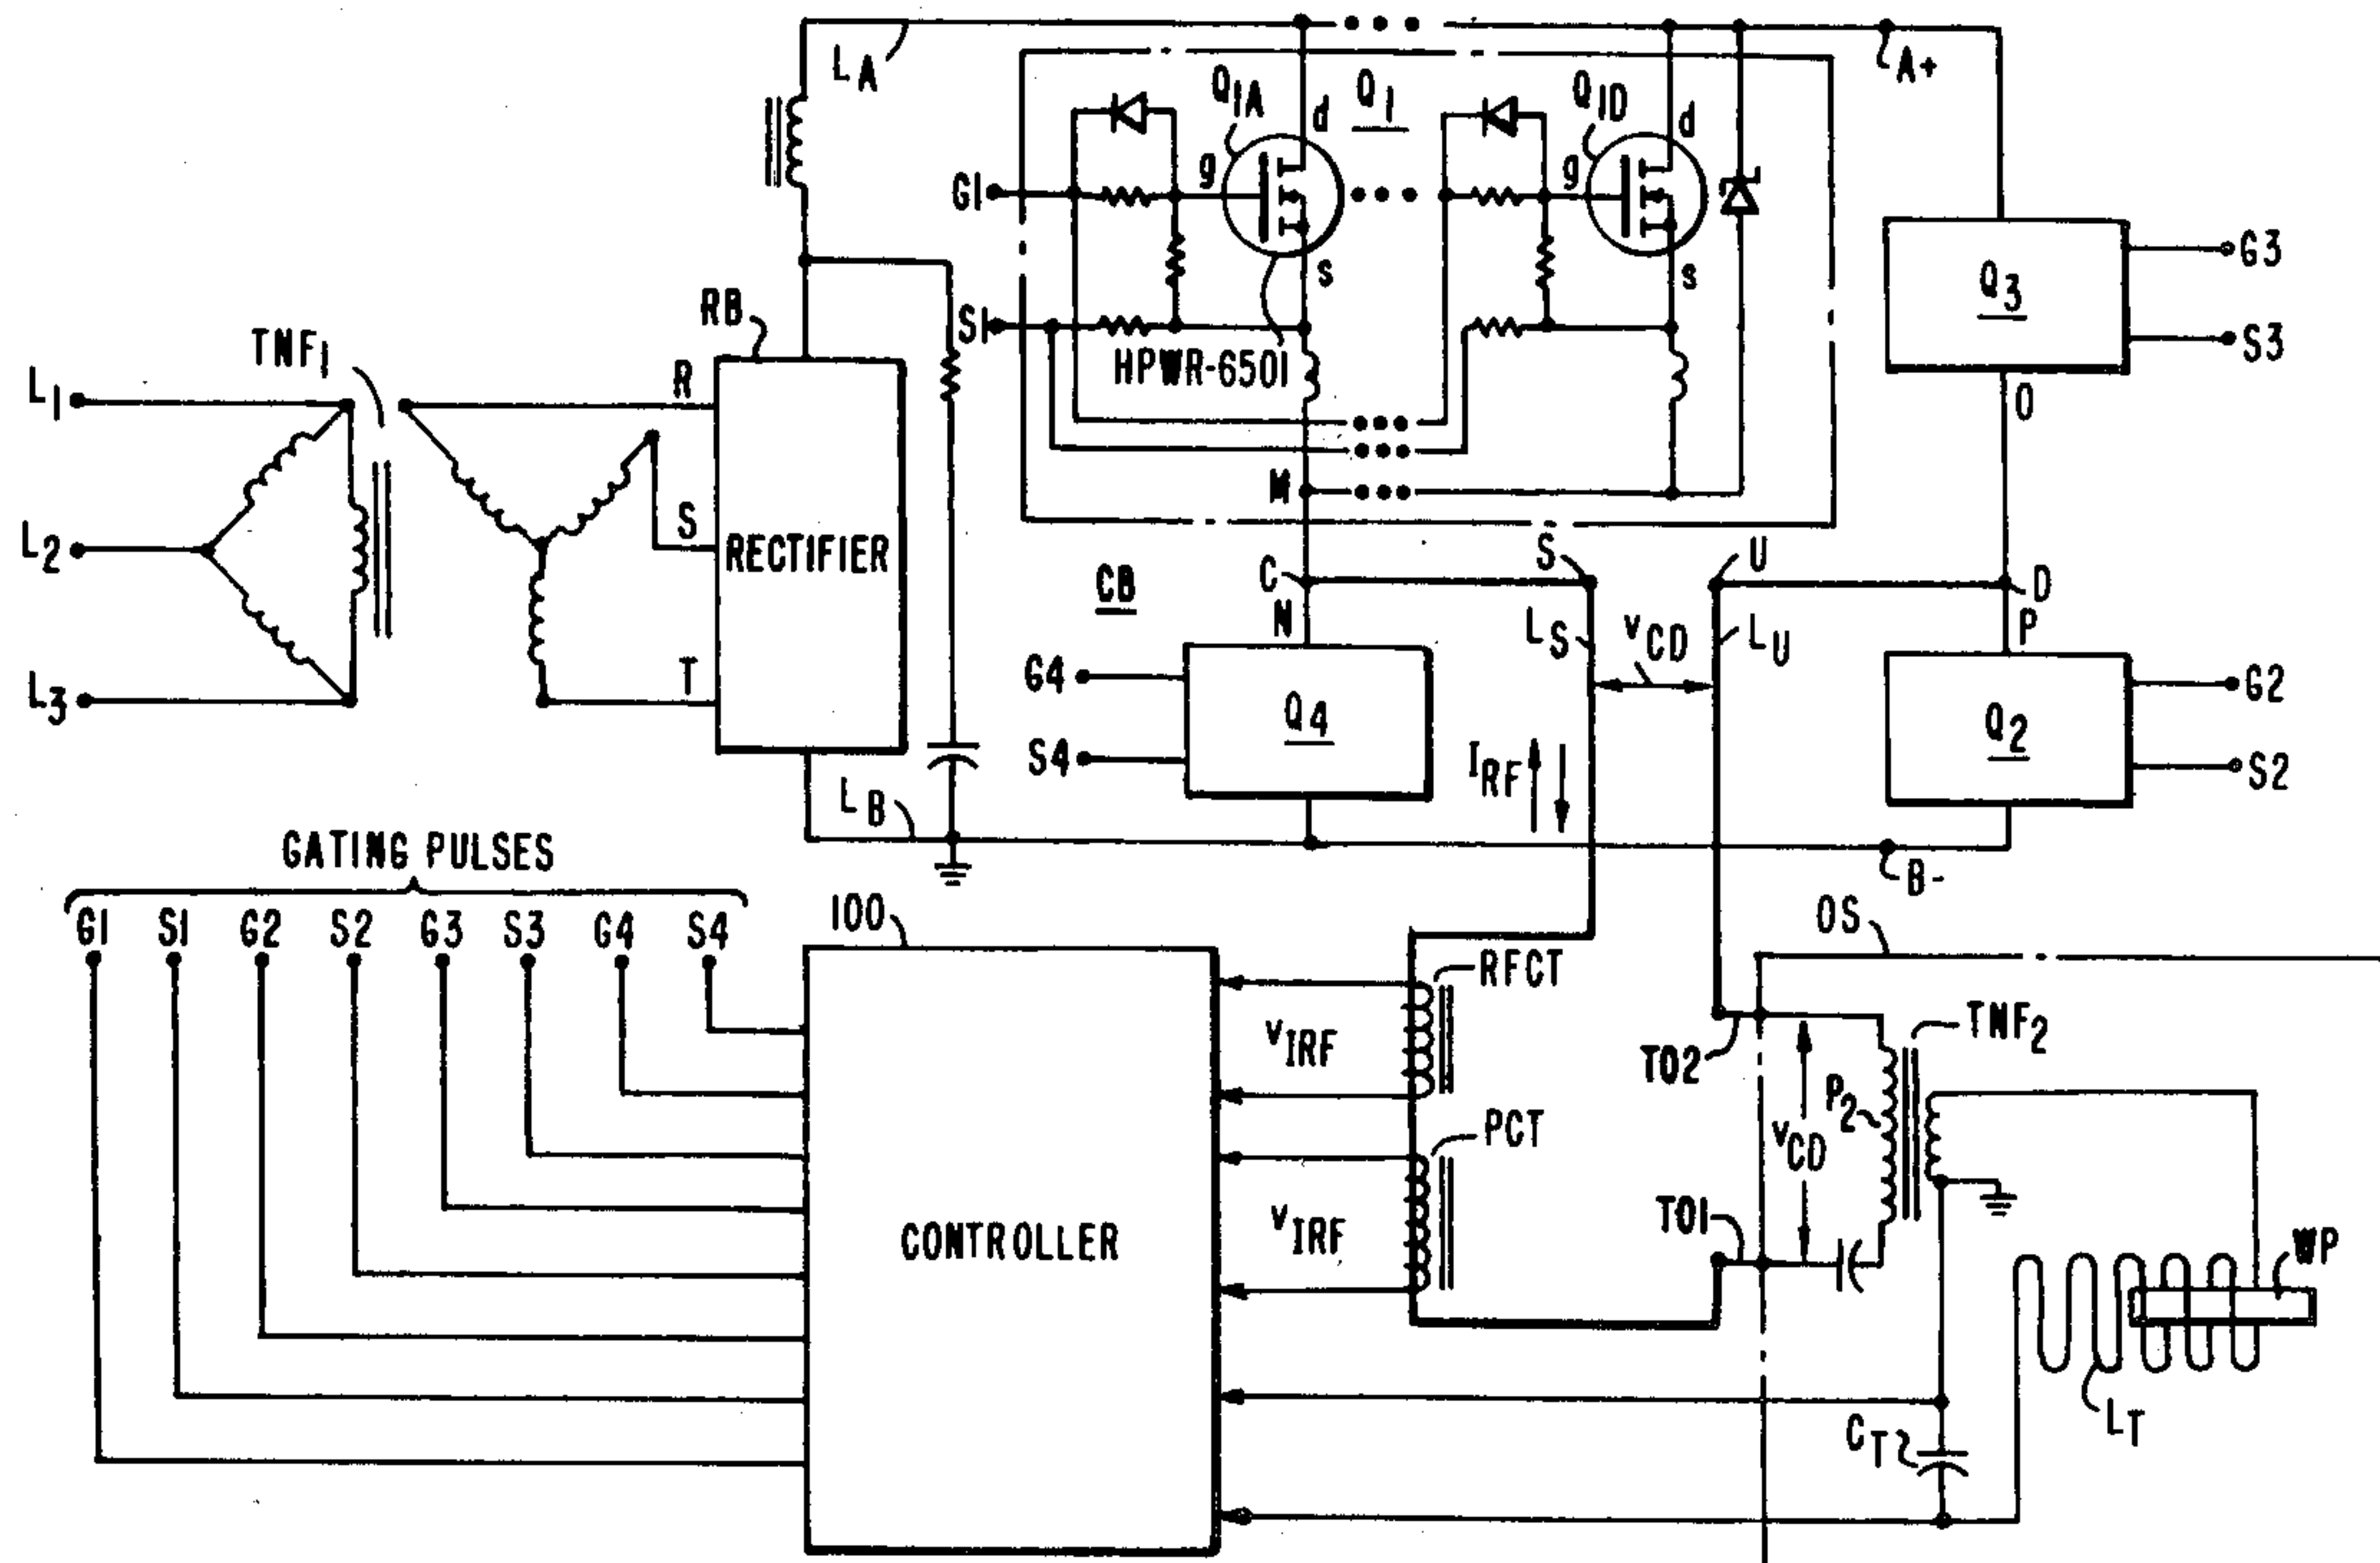 LA
A+
Q1A
Q1
Q1D
d
d
g
g
G1
s
s
S1
HPWR-6501
G3
Q3
S3
O
RB
TNF1
L1
R
L2
S
RECTIFIER
L3
T
M
C
CB
S
U
D
N
LS
vCD
LU
P
G4
Q4
S4
IRF
G2
Q2
S2
LB
B-
GATING PULSES
G1 S1 G2 S2 G3 S3 G4 S4
100
OS
RFCT
vIRF
TO2
TNF2
P2
vCD
PCT
CONTROLLER
vIRF
TO1
WP
LT
CT